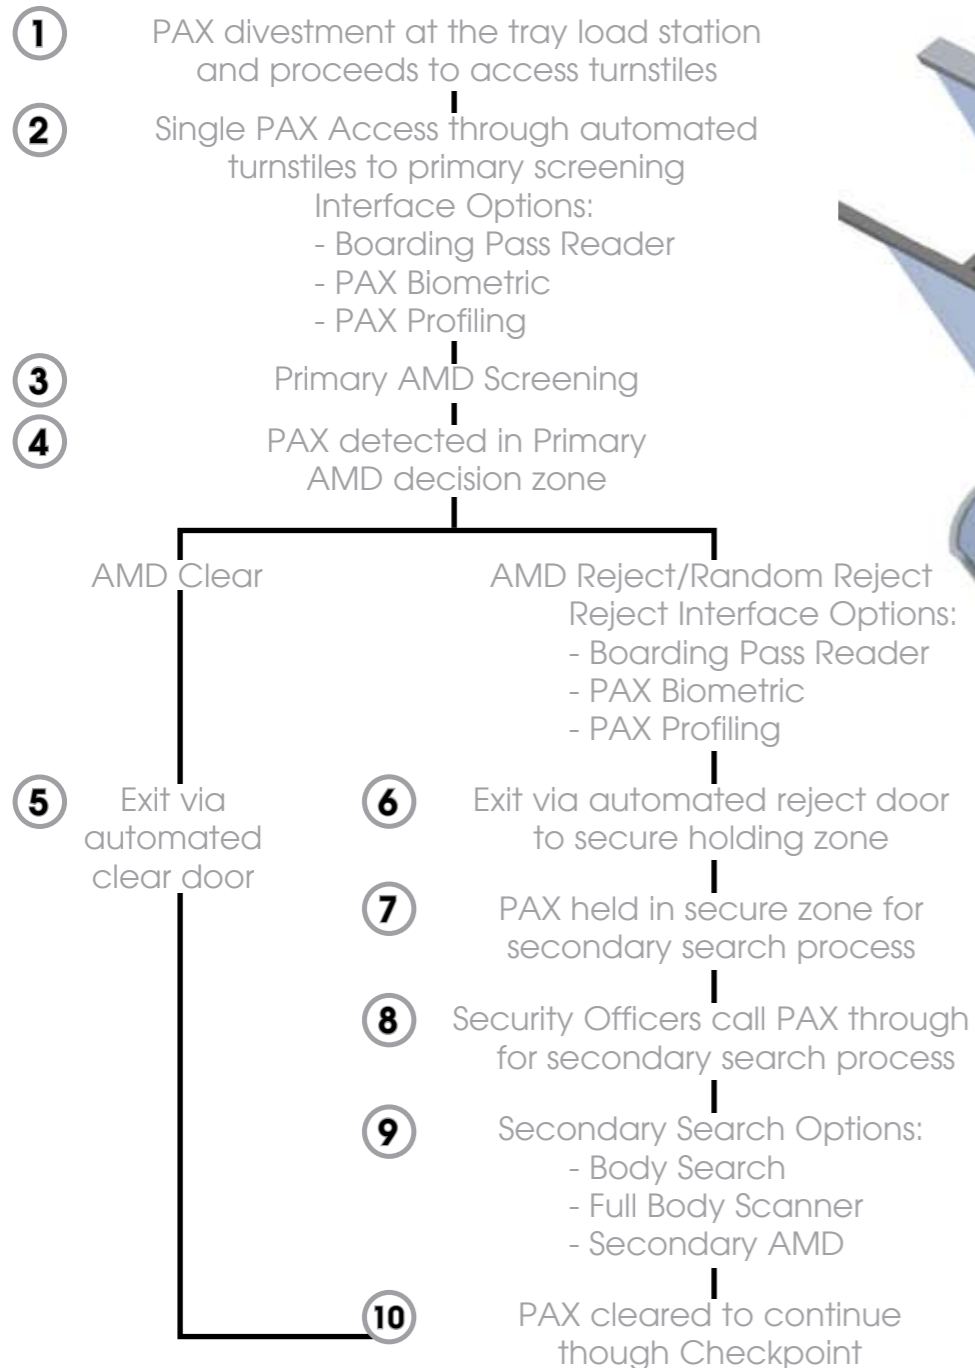 1 PAX divestment at the tray load station
and proceeds to access turnstiles
2 Single PAX Access through automated
turnstiles to primary screening
Interface Options:
- Boarding Pass Reader
- PAX Biometric
- PAX Profiling
3 Primary AMD Screening
4 PAX detected in Primary
AMD decision zone
AMD Clear
AMD Reject/Random Reject
Reject Interface Options:
- Boarding Pass Reader
- PAX Biometric
- PAX Profiling
5 Exit via
automated
clear door
6 Exit via automated reject door
to secure holding zone
7 PAX held in secure zone for
secondary search process
8 Security Officers call PAX through
for secondary search process
9 Secondary Search Options:
- Body Search
- Full Body Scanner
- Secondary AMD
10 PAX cleared to continue
though Checkpoint